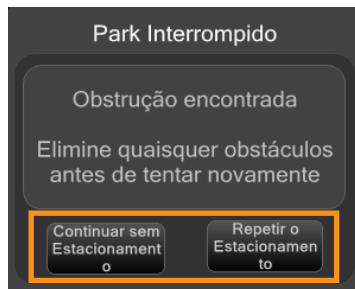 Park Interrompido
Obstrução encontrada
Elimine quaisquer obstáculos
antes de tentar novamente
Continuar sem
Estacionament
o
Repetir o
Estacionamen
to